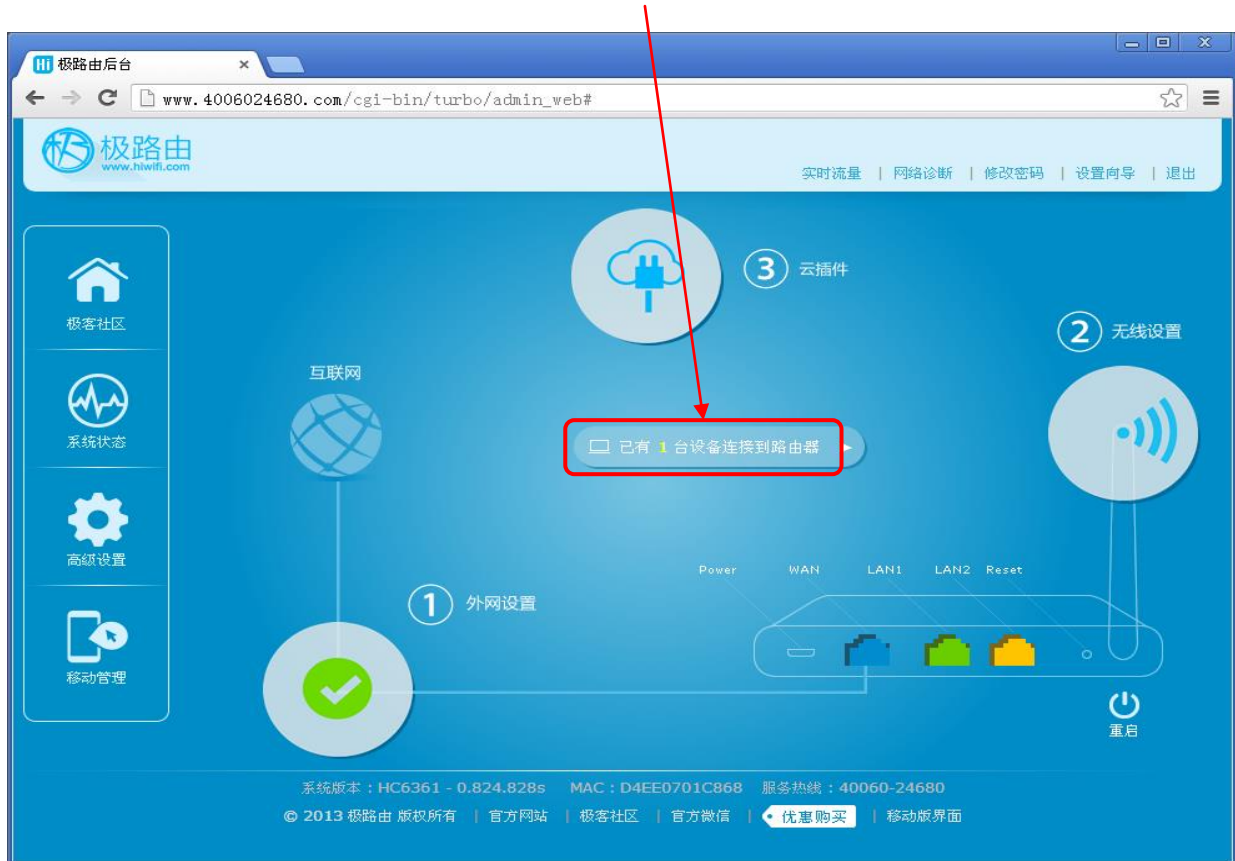 极路由后台
www.4006024680.com/cgi-bin/turbo/admin_web#
极路由
www.hiwifi.com
实时流量 | 网络诊断 | 修改密码 | 设置向导 | 退出
③ 云插件
② 无线设置
极客社区
互联网
系统状态
已有 1 台设备连接到路由器
高级设置
Power WAN LAN1 LAN2 Reset
① 外网设置
移动管理
重启
系统版本：HC6361 - 0.824.828s MAC：D4EE0701C868 服务热线：40060-24680
© 2013 极路由 版权所有 | 官方网站 | 极客社区 | 官方微信 | 优惠购买 | 移动版界面